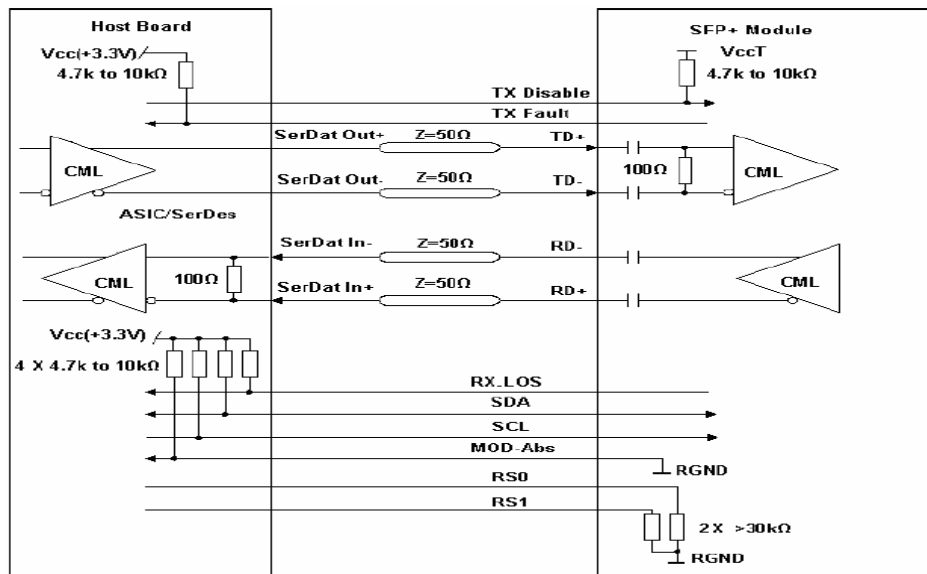 Host Board
SFP+ Module
Vcc(+3.3V)
4.7k to 10kΩ
VccT
4.7k to 10kΩ
TX Disable
TX Fault
SerDat Out+
Z=50Ω
TD+
CML
100Ω
CML
SerDat Out-
Z=50Ω
TD-
ASIC/SerDes
SerDat In-
Z=50Ω
RD-
CML
100Ω
CML
SerDat In+
Z=50Ω
RD+
Vcc(+3.3V)
4 X 4.7k to 10kΩ
RX-LOS
SDA
SCL
MOD-Abs
RGND
RS0
RS1
2X >30kΩ
RGND